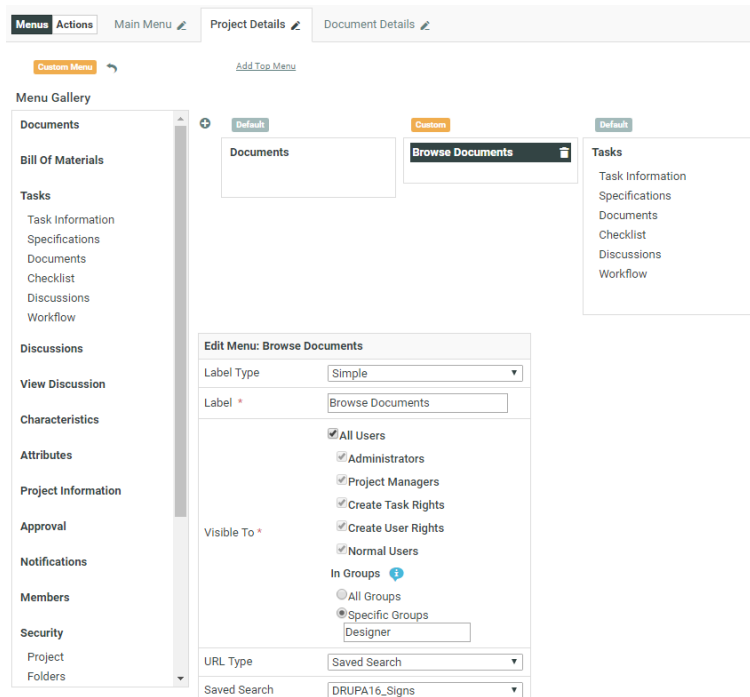 Menus Actions Main Menu Project Details Document Details
Custom Menu Add Top Menu
Menu Gallery
Documents
Bill Of Materials
Tasks
Task Information
Specifications
Documents
Checklist
Discussions
Workflow
Discussions
View Discussion
Characteristics
Attributes
Project Information
Approval
Notifications
Members
Security
Project
Folders
Default
Documents
Custom
Browse Documents
Default
Tasks
Task Information
Specifications
Documents
Checklist
Discussions
Workflow
Edit Menu: Browse Documents
Label Type Simple
Label * Browse Documents
Visible To *
All Users
Administrators
Project Managers
Create Task Rights
Create User Rights
Normal Users
In Groups
All Groups
Specific Groups
Designer
URL Type Saved Search
Saved Search DRUPA16_Signs